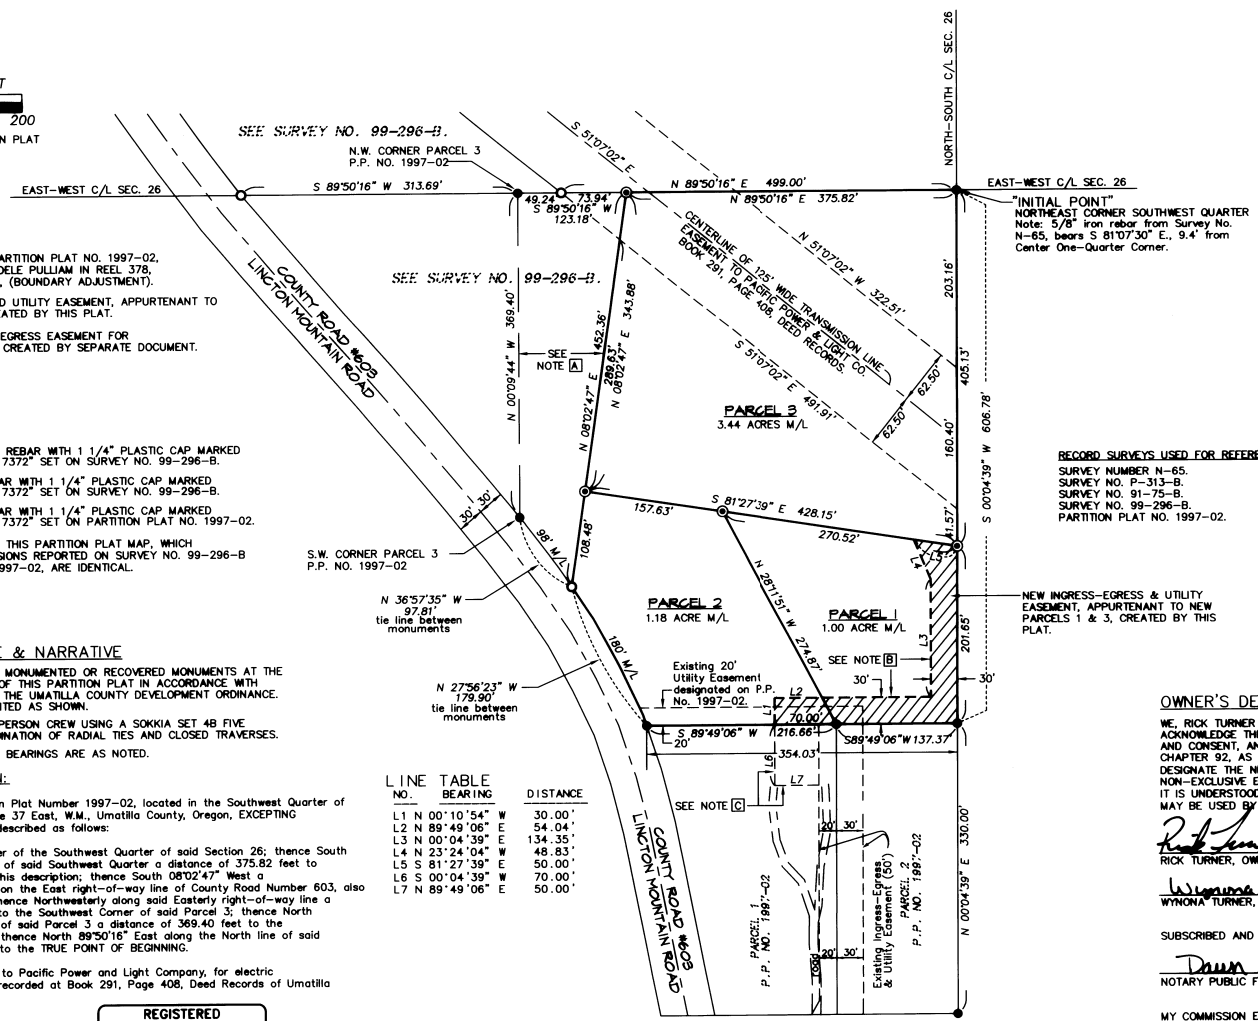 T
200
N PLAT
SEE SURVEY NO. 99-296-B.
N.W. CORNER PARCEL 3
P.P. NO. 1997-02
EAST-WEST C/L SEC. 26
S 89°50'16" W 313.69'
49.24'
73.94'
S 89°50'16" W
123.18'
S 51°07'02" E
N 89°50'16" E 499.00'
N 89°50'16" E 375.82'
NORTH-SOUTH C/L SEC. 26
EAST-WEST C/L SEC. 26
"INITIAL POINT"
NORTHEAST CORNER SOUTHWEST QUARTER
Note: 5/8" iron rebar from Survey No.
N-65, bears S 81°07'30" E., 9.4' from
Center One-Quarter Corner.
ARTITION PLAT NO. 1997-02,
DELE PULLIAM IN REEL 378,
, (BOUNDARY ADJUSTMENT).
D UTILITY EASEMENT, APPURTENANT TO
EATED BY THIS PLAT.
EGRESS EASEMENT FOR
CREATED BY SEPARATE DOCUMENT.
COUNTY ROAD #603
LINCTON MOUNTAIN ROAD
SEE SURVEY NO. 99-296-B.
N 00°09'44" W 369.40'
SEE
NOTE A
N 08°02'47" E
289.63'
452.36'
N 08°02'47" E 343.88'
CENTERLINE OF 125' WIDE TRANSMISSION LINE
EASEMENT TO PACIFIC POWER & LIGHT CO.
BOOK 291, PAGE 408, DEED RECORDS.
N 51°07'02" W 322.51'
S 51°07'02" E 491.91'
62.50'
62.50'
203.16'
405.13'
160.40'
41.57'
S 00°04'39" W 606.78'
PARCEL 3
3.44 ACRES M/L
RECORD SURVEYS USED FOR REFERE
SURVEY NUMBER N-65.
SURVEY NO. P-313-B.
SURVEY NO. 91-75-B.
SURVEY NO. 99-296-B.
PARTITION PLAT NO. 1997-02.
REBAR WITH 1 1/4" PLASTIC CAP MARKED
7372" SET ON SURVEY NO. 99-296-B.
AR WITH 1 1/4" PLASTIC CAP MARKED
7372" SET ON SURVEY NO. 99-296-B.
AR WITH 1 1/4" PLASTIC CAP MARKED
7372" SET ON PARTITION PLAT NO. 1997-02.
THIS PARTITION PLAT MAP, WHICH
SIONS REPORTED ON SURVEY NO. 99-296-B
997-02, ARE IDENTICAL.
30'
30'
98' M/L
108.48'
S.W. CORNER PARCEL 3
P.P. NO. 1997-02
157.63'
S 81°27'39" E 428.15'
270.52'
N 36°57'35" W
97.81'
tie line between
monuments
PARCEL 2
1.18 ACRE M/L
N 28°11'51" W 274.87'
PARCEL 1
1.00 ACRE M/L
L4
L5
L3
201.65'
NEW INGRESS-EGRESS & UTILITY
EASEMENT, APPURTENANT TO NEW
PARCELS 1 & 3, CREATED BY THIS
PLAT.
SEE NOTE B
30'
30'
E & NARRATIVE
MONUMENTED OR RECOVERED MONUMENTS AT THE
OF THIS PARTITION PLAT IN ACCORDANCE WITH
THE UMATILLA COUNTY DEVELOPMENT ORDINANCE.
NTED AS SHOWN.
PERSON CREW USING A SOKKIA SET 4B FIVE
BINATION OF RADIAL TIES AND CLOSED TRAVERSES.
BEARINGS ARE AS NOTED.
180' M/L
N 27°56'23" W
179.90'
tie line between
monuments
Existing 20'
Utility Easement
designated on P.P.
No. 1997-02.
L2
L1
70.00'
20'
S 89°49'06" W
216.66'
S89°49'06"W 137.37'
354.03'
L6
L7
SEE NOTE C
OWNER'S DE
WE, RICK TURNER
ACKNOWLEDGE TH
AND CONSENT, AN
CHAPTER 92, AS
DESIGNATE THE N
NON-EXCLUSIVE E
IT IS UNDERSTOOD
MAY BE USED BY
RICK TURNER, OW
Wynona
WYNONA TURNER,
SUBSCRIBED AND
Dawn
NOTARY PUBLIC F
MY COMMISSION E
N:
n Plat Number 1997-02, located in the Southwest Quarter of
e 37 East, W.M., Umatilla County, Oregon, EXCEPTING
described as follows:
er of the Southwest Quarter of said Section 26; thence South
of said Southwest Quarter a distance of 375.82 feet to
his description; thence South 08°02'47" West a
on the East right-of-way line of County Road Number 603, also
hence Northwesterly along said Easterly right-of-way line a
to the Southwest Corner of said Parcel 3; thence North
of said Parcel 3 a distance of 369.40 feet to the
thence North 89°50'16" East along the North line of said
to the TRUE POINT OF BEGINNING.
to Pacific Power and Light Company, for electric
recorded at Book 291, Page 408, Deed Records of Umatilla
REGISTERED
LINE TABLE
NO. BEARING DISTANCE
L1 N 00°10'54" W 30.00'
L2 N 89°49'06" E 54.04'
L3 N 00°04'39" E 134.35'
L4 N 23°24'04" W 48.83'
L5 S 81°27'39" E 50.00'
L6 S 00°04'39" W 70.00'
L7 N 89°49'06" E 50.00'
COUNTY ROAD #603
LINCTON MOUNTAIN ROAD
PARCEL 1
P.P. NO. 1997-02
20' 30'
20' 30'
road
Existing Ingress-Egress
& Utility Easement (50')
PARCEL 2
P.P. NO. 1997-02
N 00°04'39" E 330.00'